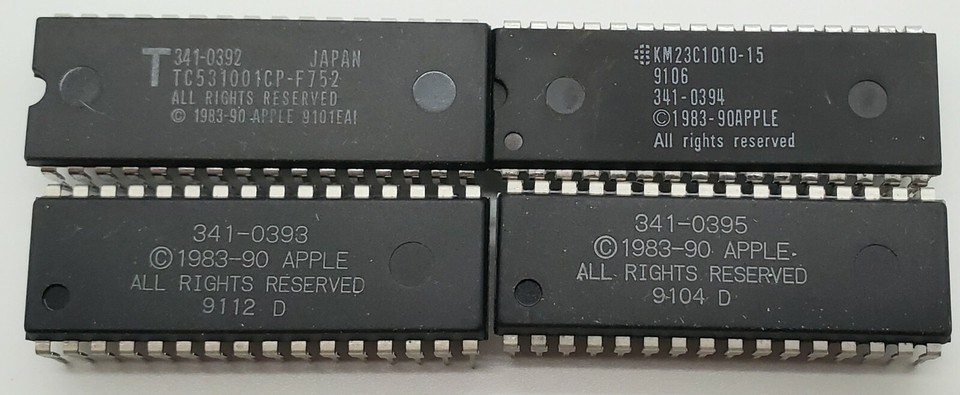 T 341-0392 JAPAN
TC531001CP-F752
ALL RIGHTS RESERVED
© 1983-90 APPLE 9101EAI
KM23C1010-15
9106
341-0394
©1983-90APPLE
All rights reserved
341-0393
©1983-90 APPLE
ALL RIGHTS RESERVED
9112 D
341-0395
©1983-90 APPLE.
ALL RIGHTS RESERVED
9104 D